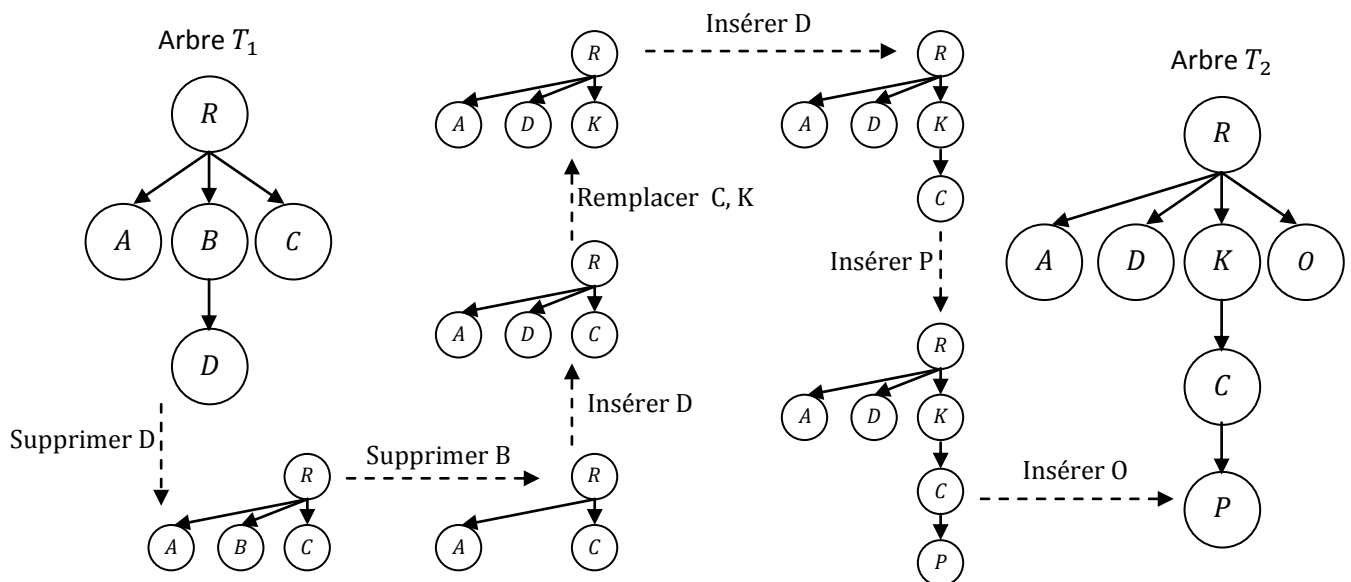 Arbre T₁
R
A B C
D
Supprimer D
R
A B C
Supprimer B
R
A C
Insérer D
R
A D C
Remplacer C, K
R
A D K
Insérer D
R
A D K
C
Insérer P
R
A D K
C
P
Insérer O
Arbre T₂
R
A D K O
C
P